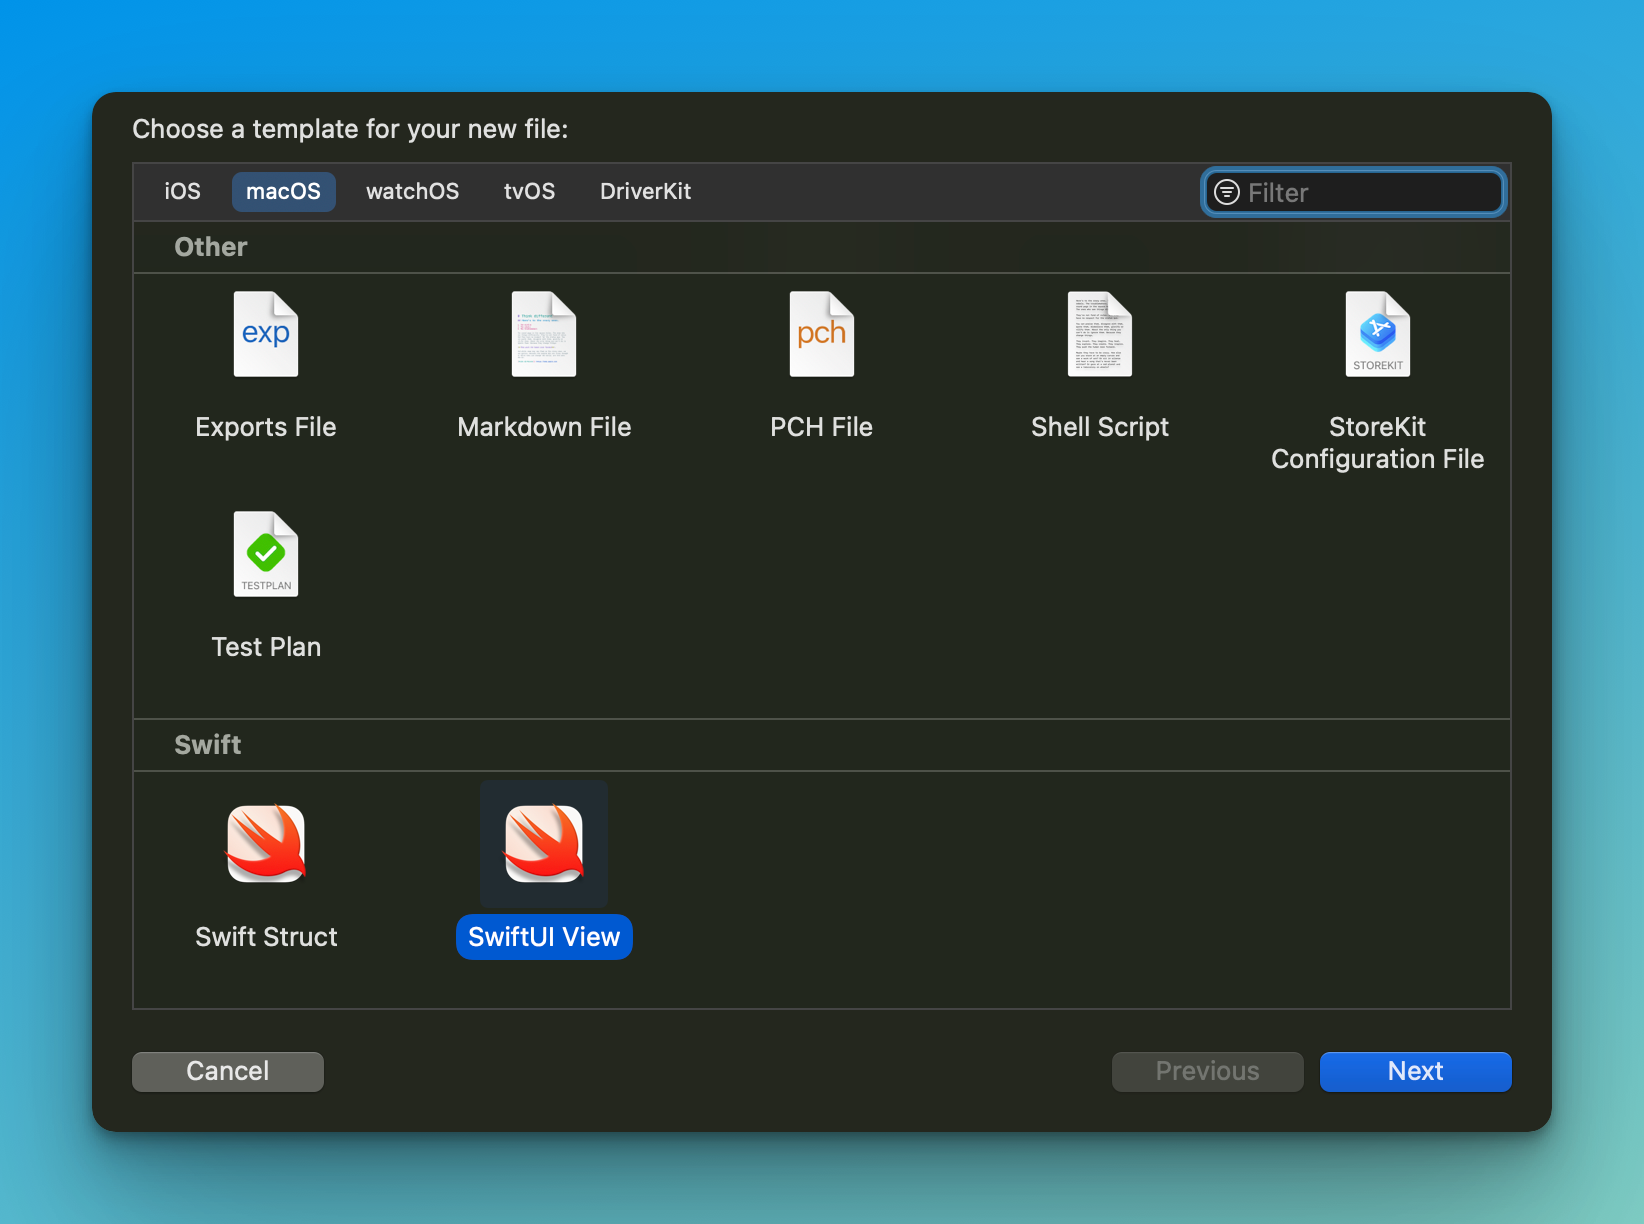 Choose a template for your new file:
iOS macOS watchOS tvOS DriverKit Filter
Other
exp pch STOREKIT
Exports File Markdown File PCH File Shell Script StoreKit
Configuration File
TESTPLAN
Test Plan
Swift
Swift Struct SwiftUI View
Cancel Previous Next